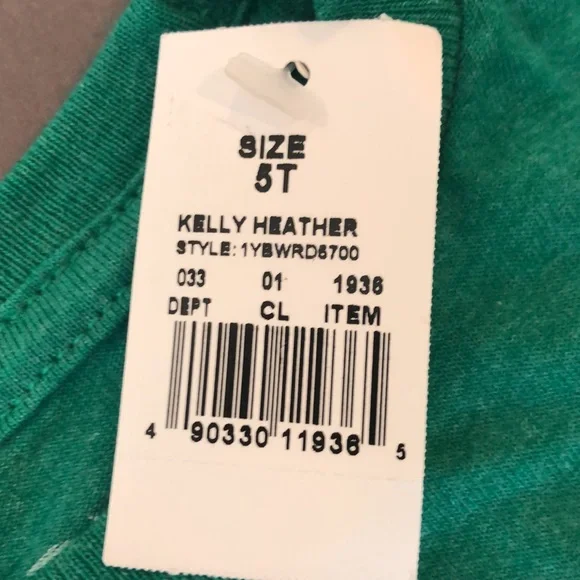 SIZE
5T
KELLY HEATHER
STYLE: 1YBWRD5700
033 01 1936
DEPT CL ITEM
4 90330 11936 5